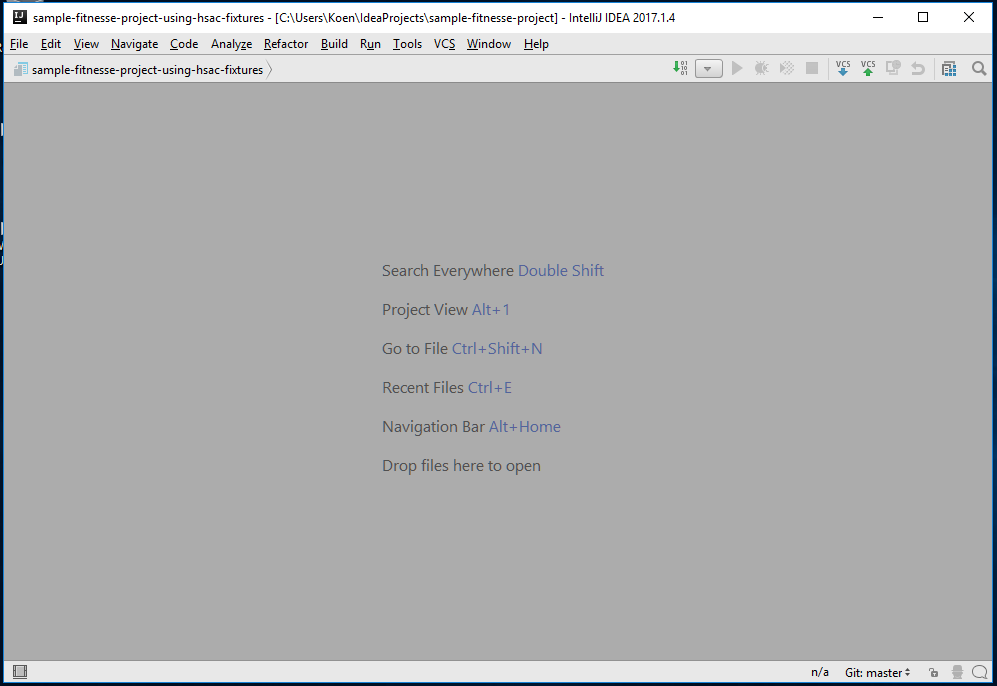 sample-fitnesse-project-using-hsac-fixtures - [C:\Users\Koen\IdeaProjects\sample-fitnesse-project] - IntelliJ IDEA 2017.1.4
File Edit View Navigate Code Analyze Refactor Build Run Tools VCS Window Help
sample-fitnesse-project-using-hsac-fixtures VCS VCS
Search Everywhere Double Shift
Project View Alt+1
Go to File Ctrl+Shift+N
Recent Files Ctrl+E
Navigation Bar Alt+Home
Drop files here to open
n/a Git: master